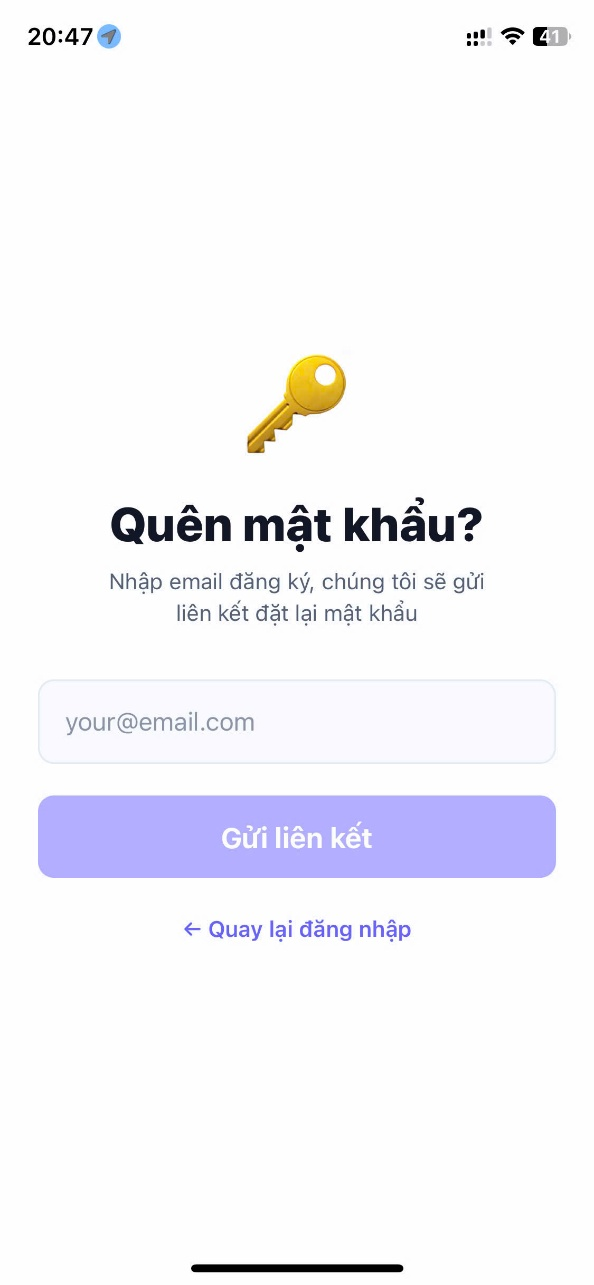 20:47
41
Quên mật khẩu?
Nhập email đăng ký, chúng tôi sẽ gửi
liên kết đặt lại mật khẩu
your@email.com
Gửi liên kết
← Quay lại đăng nhập